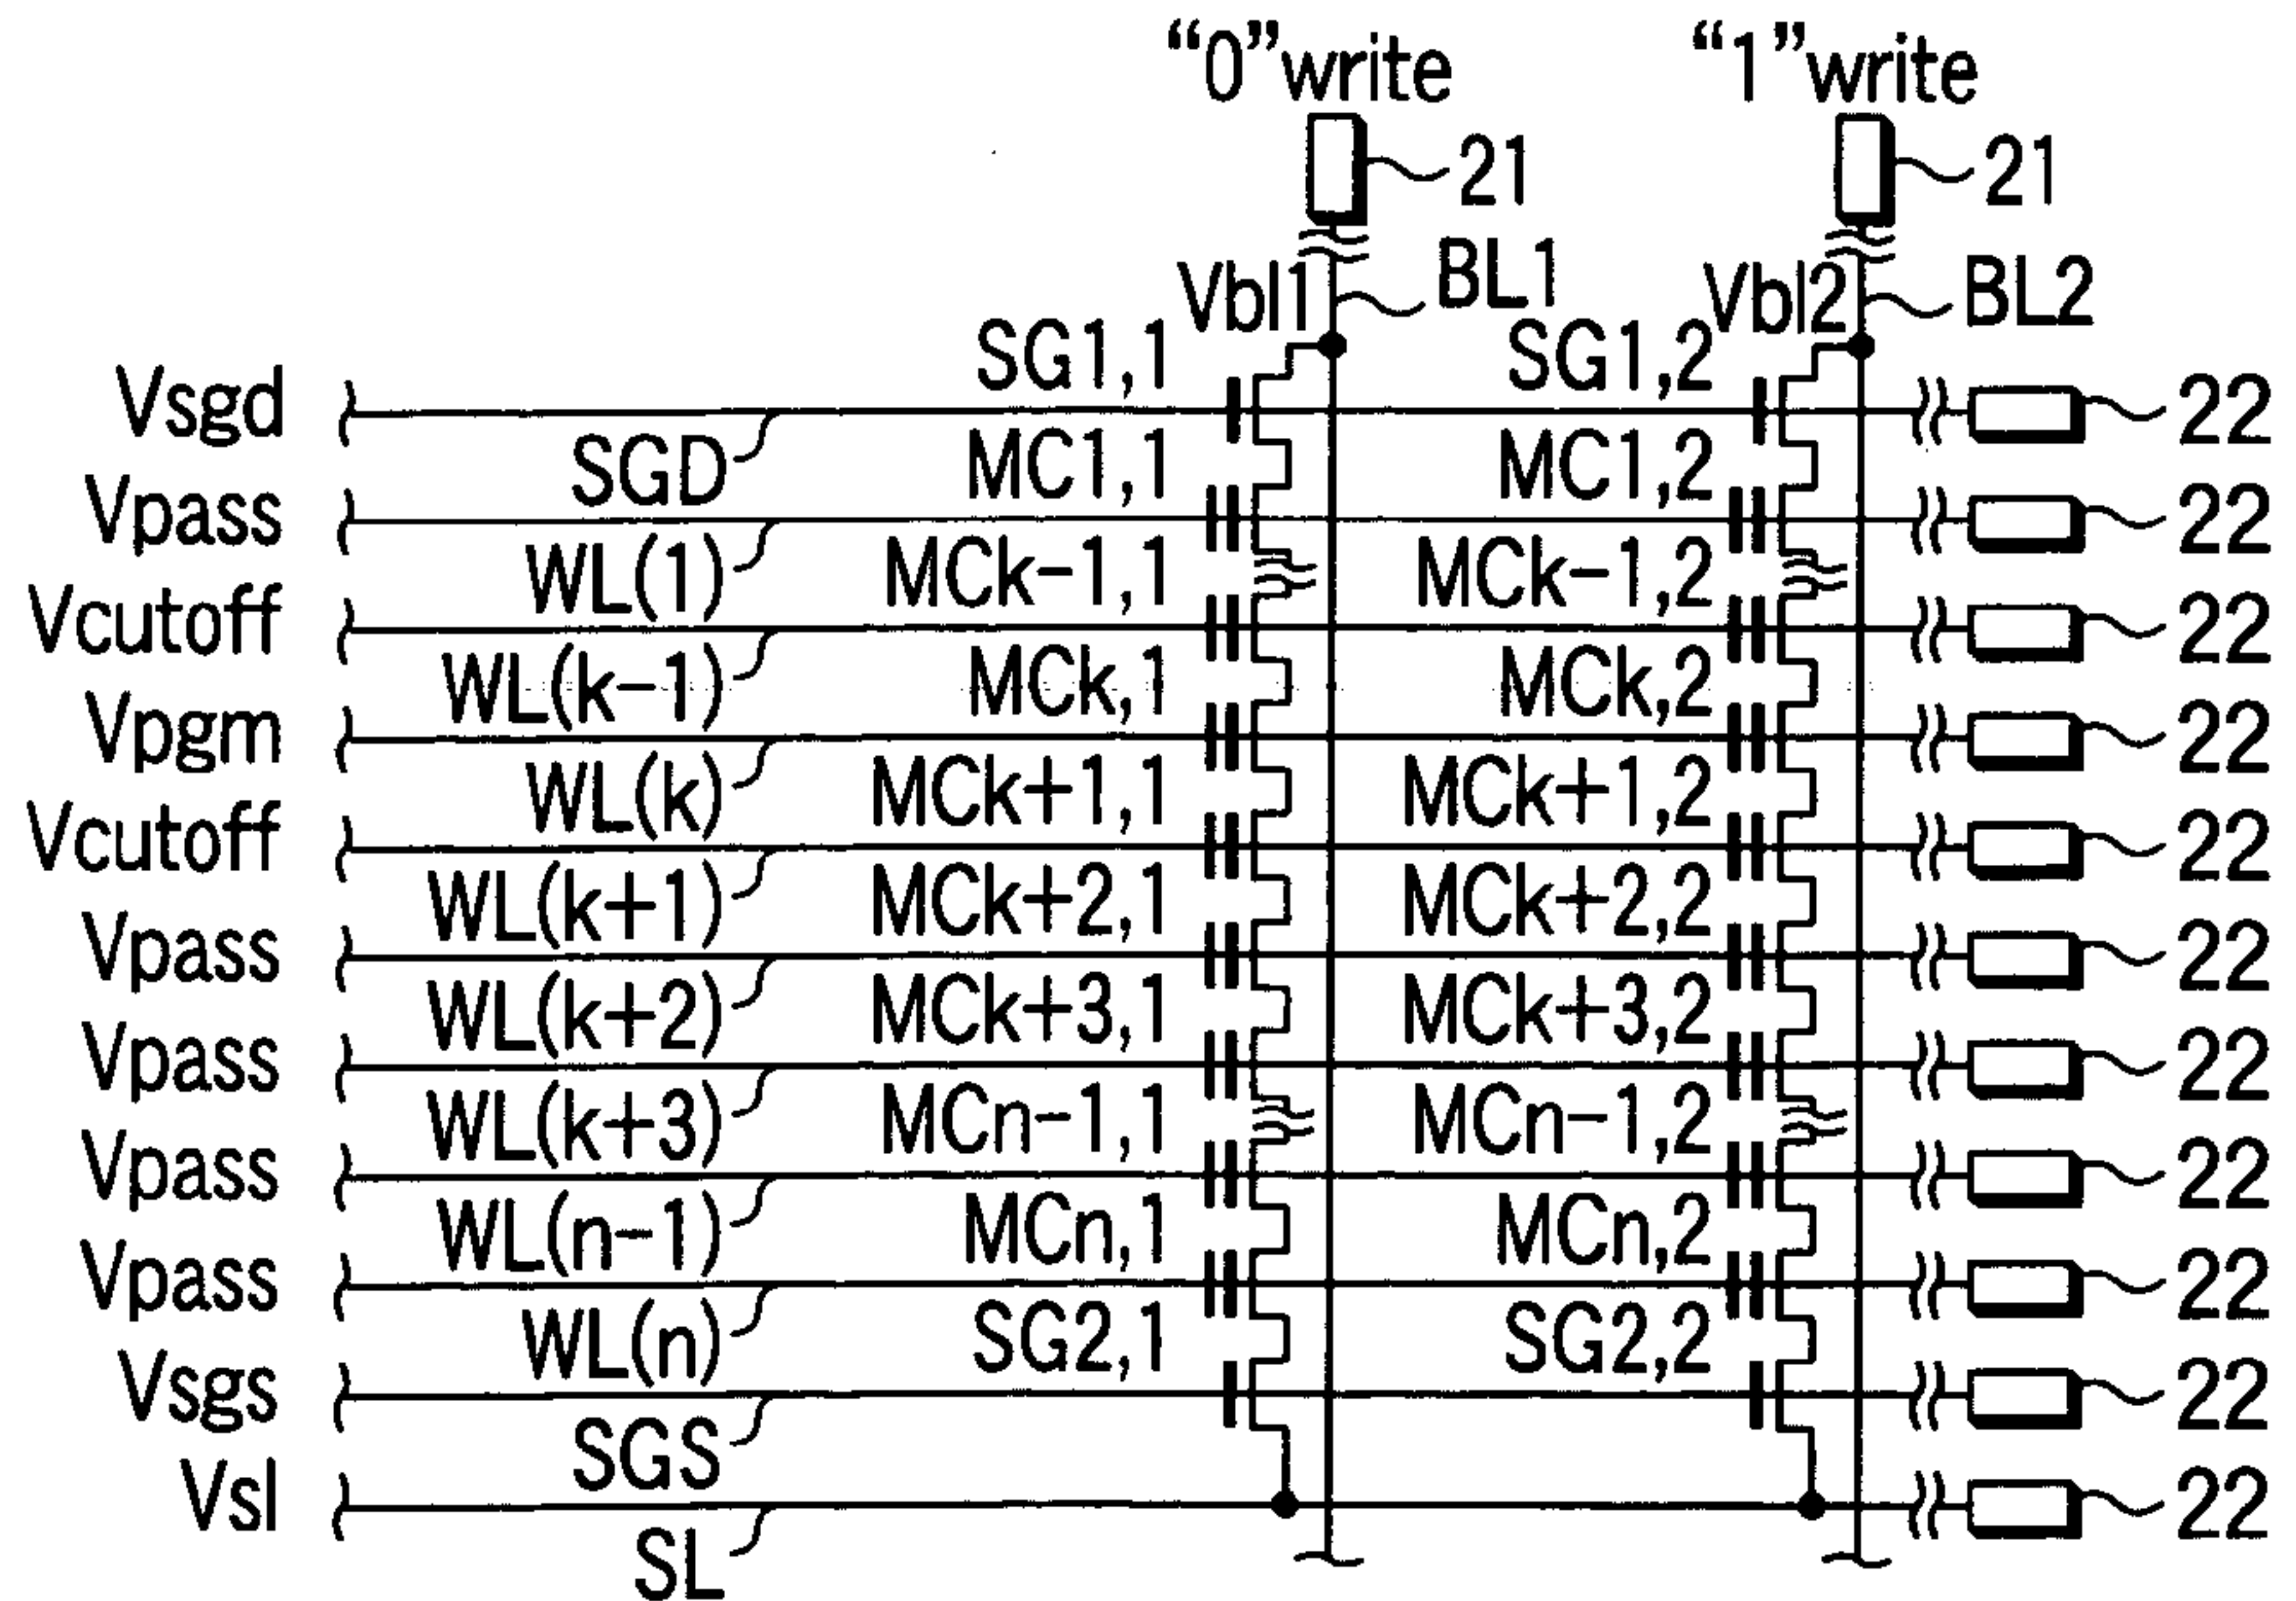 “0”write “1”write
21 21
Vbl1 BL1 Vbl2 BL2
SG1,1 SG1,2
Vsgd 22
SGD MC1,1 MC1,2
Vpass 22
WL(1) MCk-1,1 MCk-1,2
Vcutoff 22
WL(k-1) MCk,1 MCk,2
Vpgm 22
WL(k) MCk+1,1 MCk+1,2
Vcutoff 22
WL(k+1) MCk+2,1 MCk+2,2
Vpass 22
WL(k+2) MCk+3,1 MCk+3,2
Vpass 22
WL(k+3) MCn-1,1 MCn-1,2
Vpass 22
WL(n-1) MCn,1 MCn,2
Vpass 22
WL(n) SG2,1 SG2,2
Vsgs 22
SGS
Vsl 22
SL